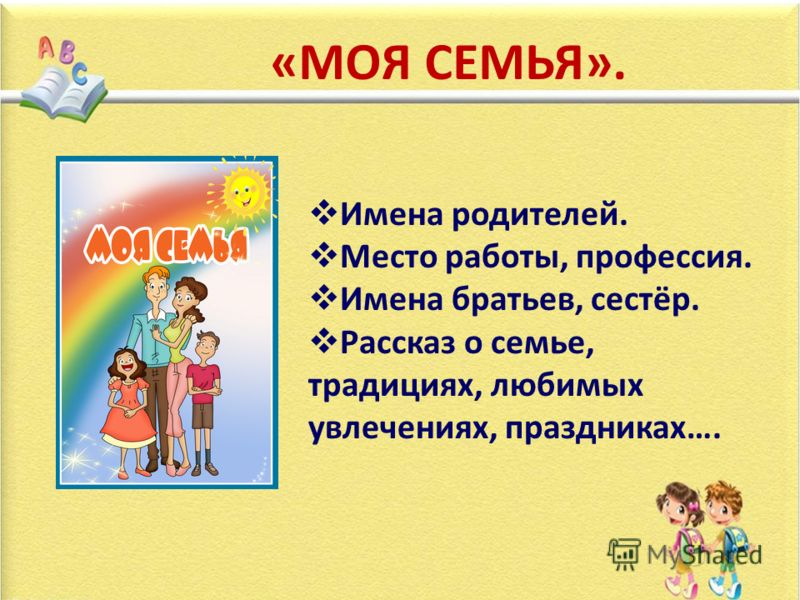 «МОЯ СЕМЬЯ».
A B C
МОЯ СЕМЬЯ
❖ Имена родителей.
❖ Место работы, профессия.
❖ Имена братьев, сестёр.
❖ Рассказ о семье,
традициях, любимых
увлечениях, праздниках….
MyShared